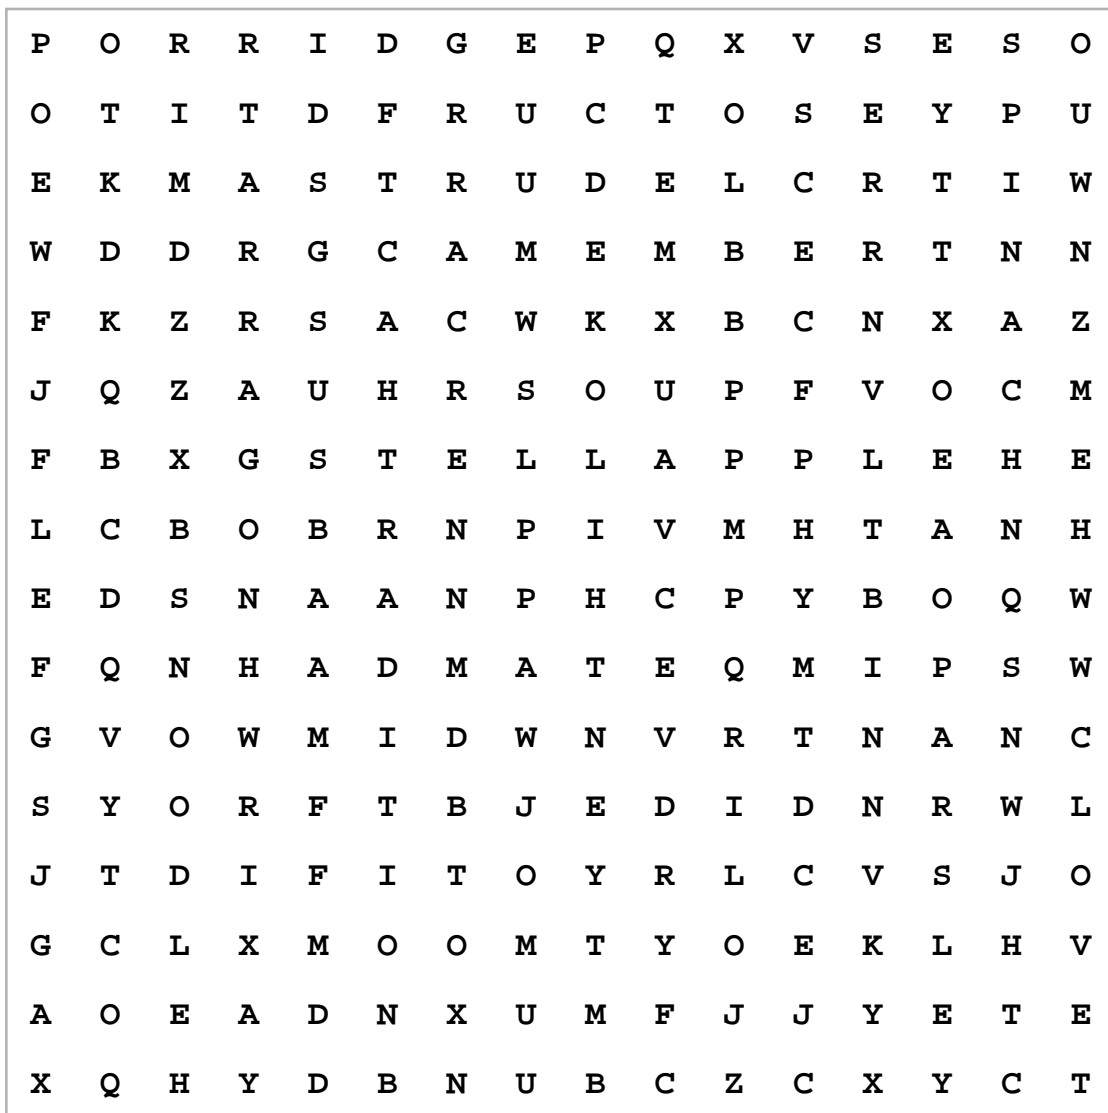 P O R R I D G E P Q X V S E S O
O T I T D F R U C T O S E Y P U
E K M A S T R U D E L C R T I W
W D D R G C A M E M B E R T N N
F K Z R S A C W K X B C N X A Z
J Q Z A U H R S O U P F V O C M
F B X G S T E L L A P P L E H E
L C B O B R N P I V M H T A N H
E D S N A A N P H C P Y B O Q W
F Q N H A D M A T E Q M I P S W
G V O W M I D W N V R T N A N C
S Y O R F T B J E D I D N R W L
J T D I F I T O Y R L C V S J O
G C L X M O O M T Y O E K L H V
A O E A D N X U M F J J Y E T E
X Q H Y D B N U B C Z C X Y C T